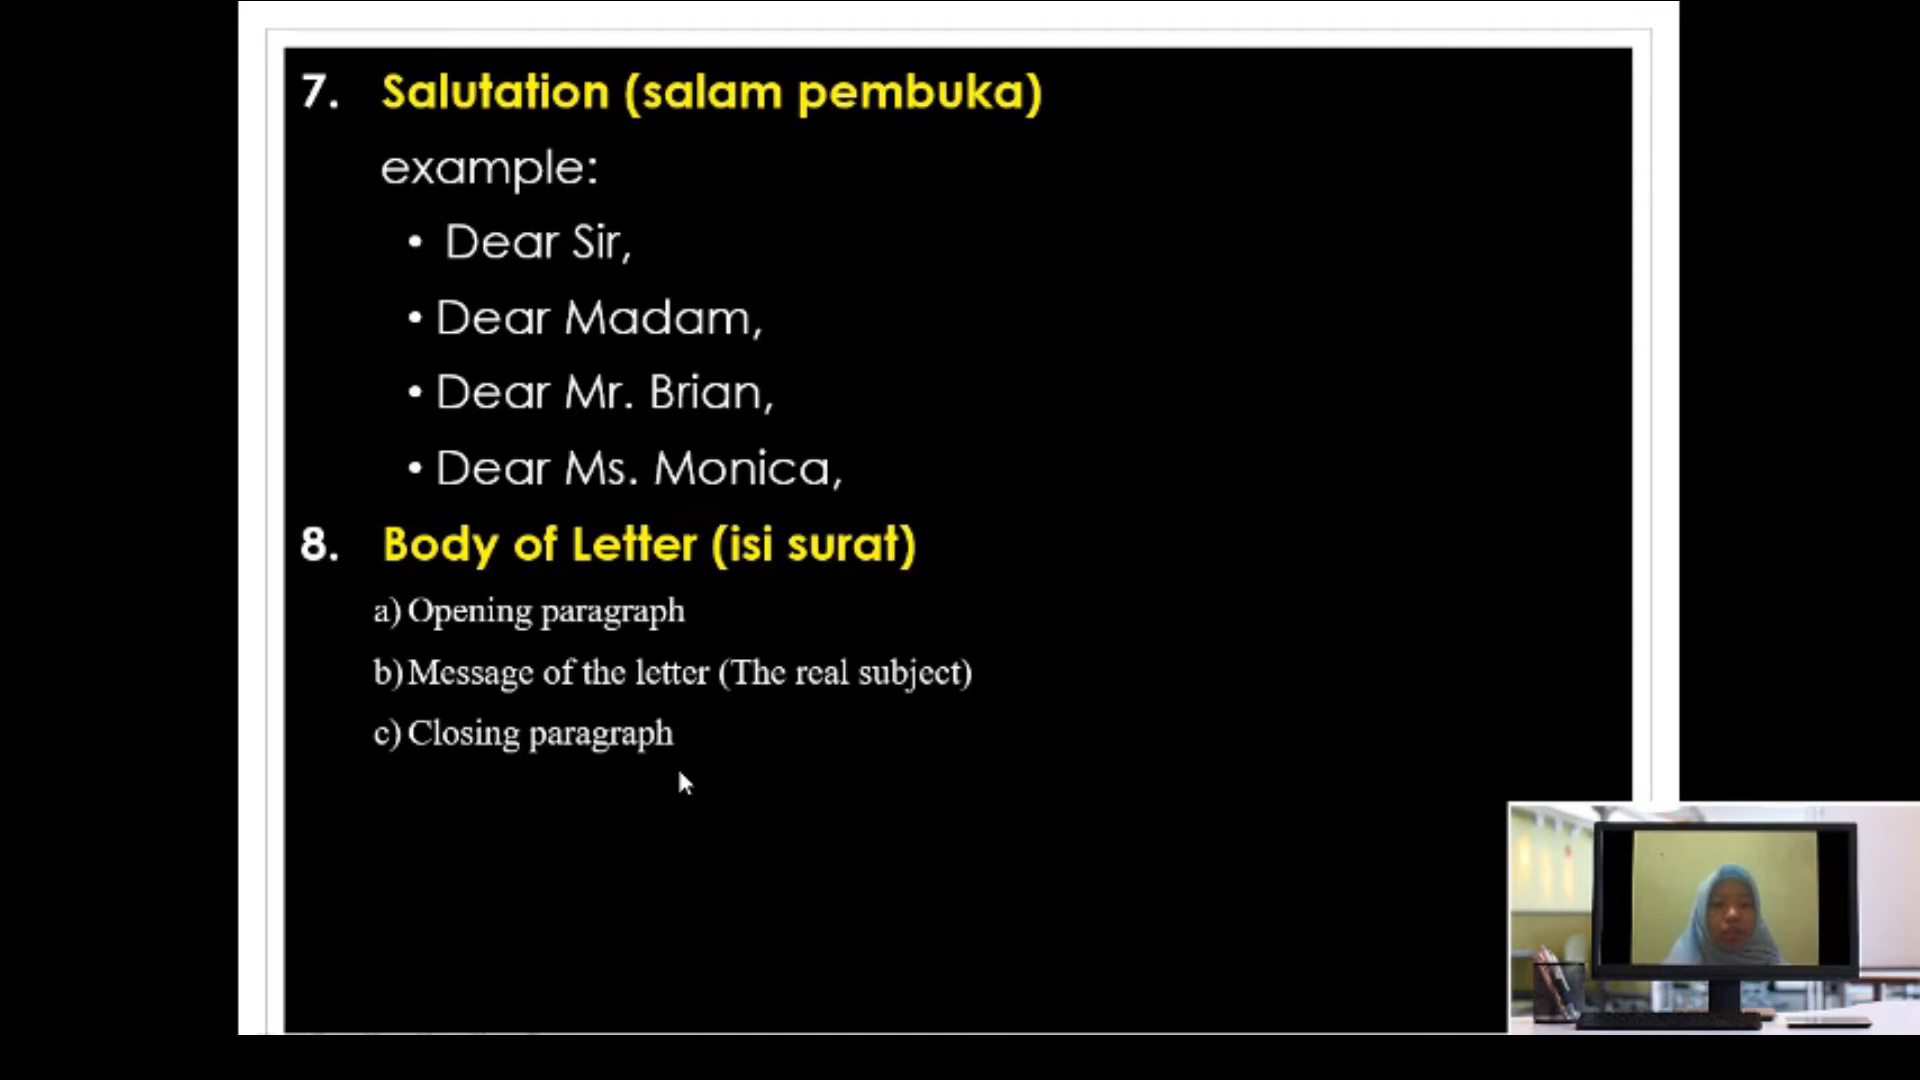 7. Salutation (salam pembuka)
example:
• Dear Sir,
• Dear Madam,
• Dear Mr. Brian,
• Dear Ms. Monica,
8. Body of Letter (isi surat)
a) Opening paragraph
b) Message of the letter (The real subject)
c) Closing paragraph